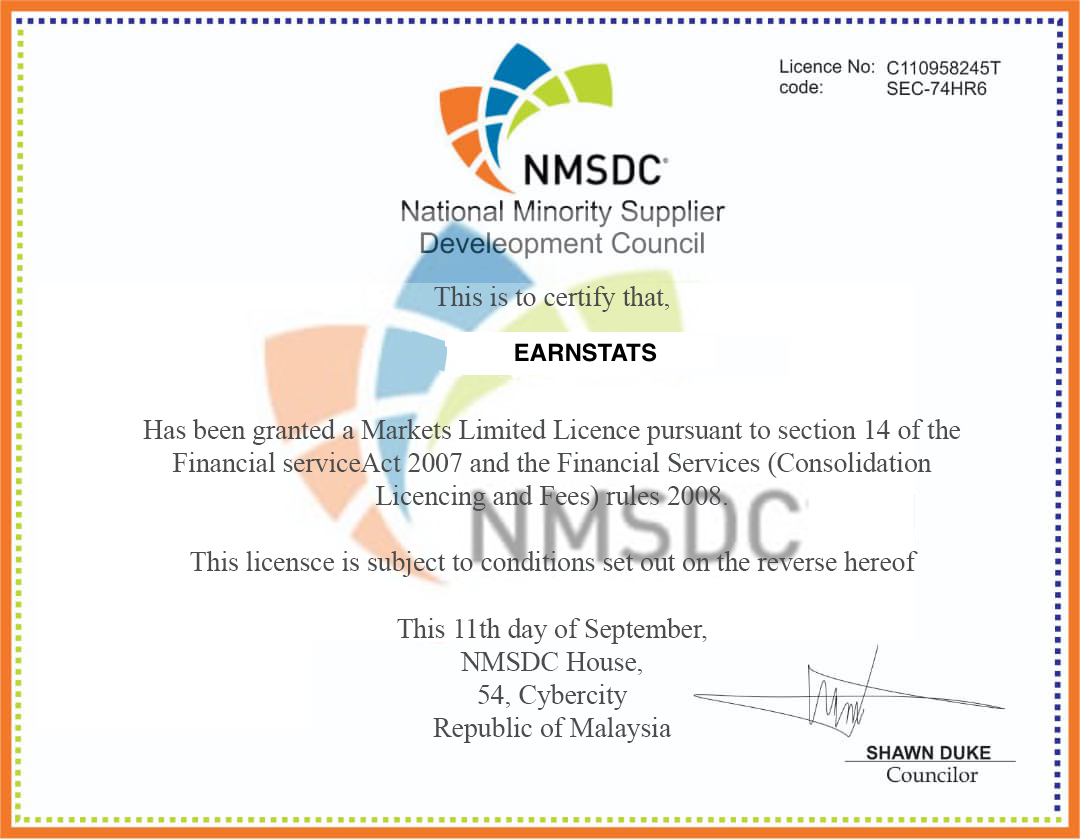 Licence No: C110958245T
code: SEC-74HR6
NMSDC
National Minority Supplier
Develeopment Council
This is to certify that,
EARNSTATS
Has been granted a Markets Limited Licence pursuant to section 14 of the
Financial serviceAct 2007 and the Financial Services (Consolidation
Licencing and Fees) rules 2008.
NMSDC
This licensce is subject to conditions set out on the reverse hereof
This 11th day of September,
NMSDC House,
54, Cybercity
Republic of Malaysia
SHAWN DUKE
Councilor